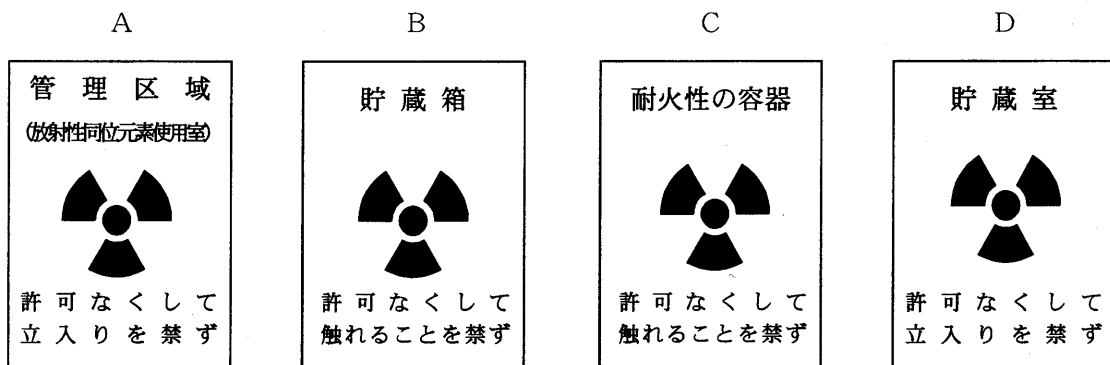 A
管理区域
(放射性同位元素使用室)
許可なくして
立入りを禁ず
B
貯蔵箱
許可なくして
触れることを禁ず
C
耐火性の容器
許可なくして
触れることを禁ず
D
貯蔵室
許可なくして
立入りを禁ず